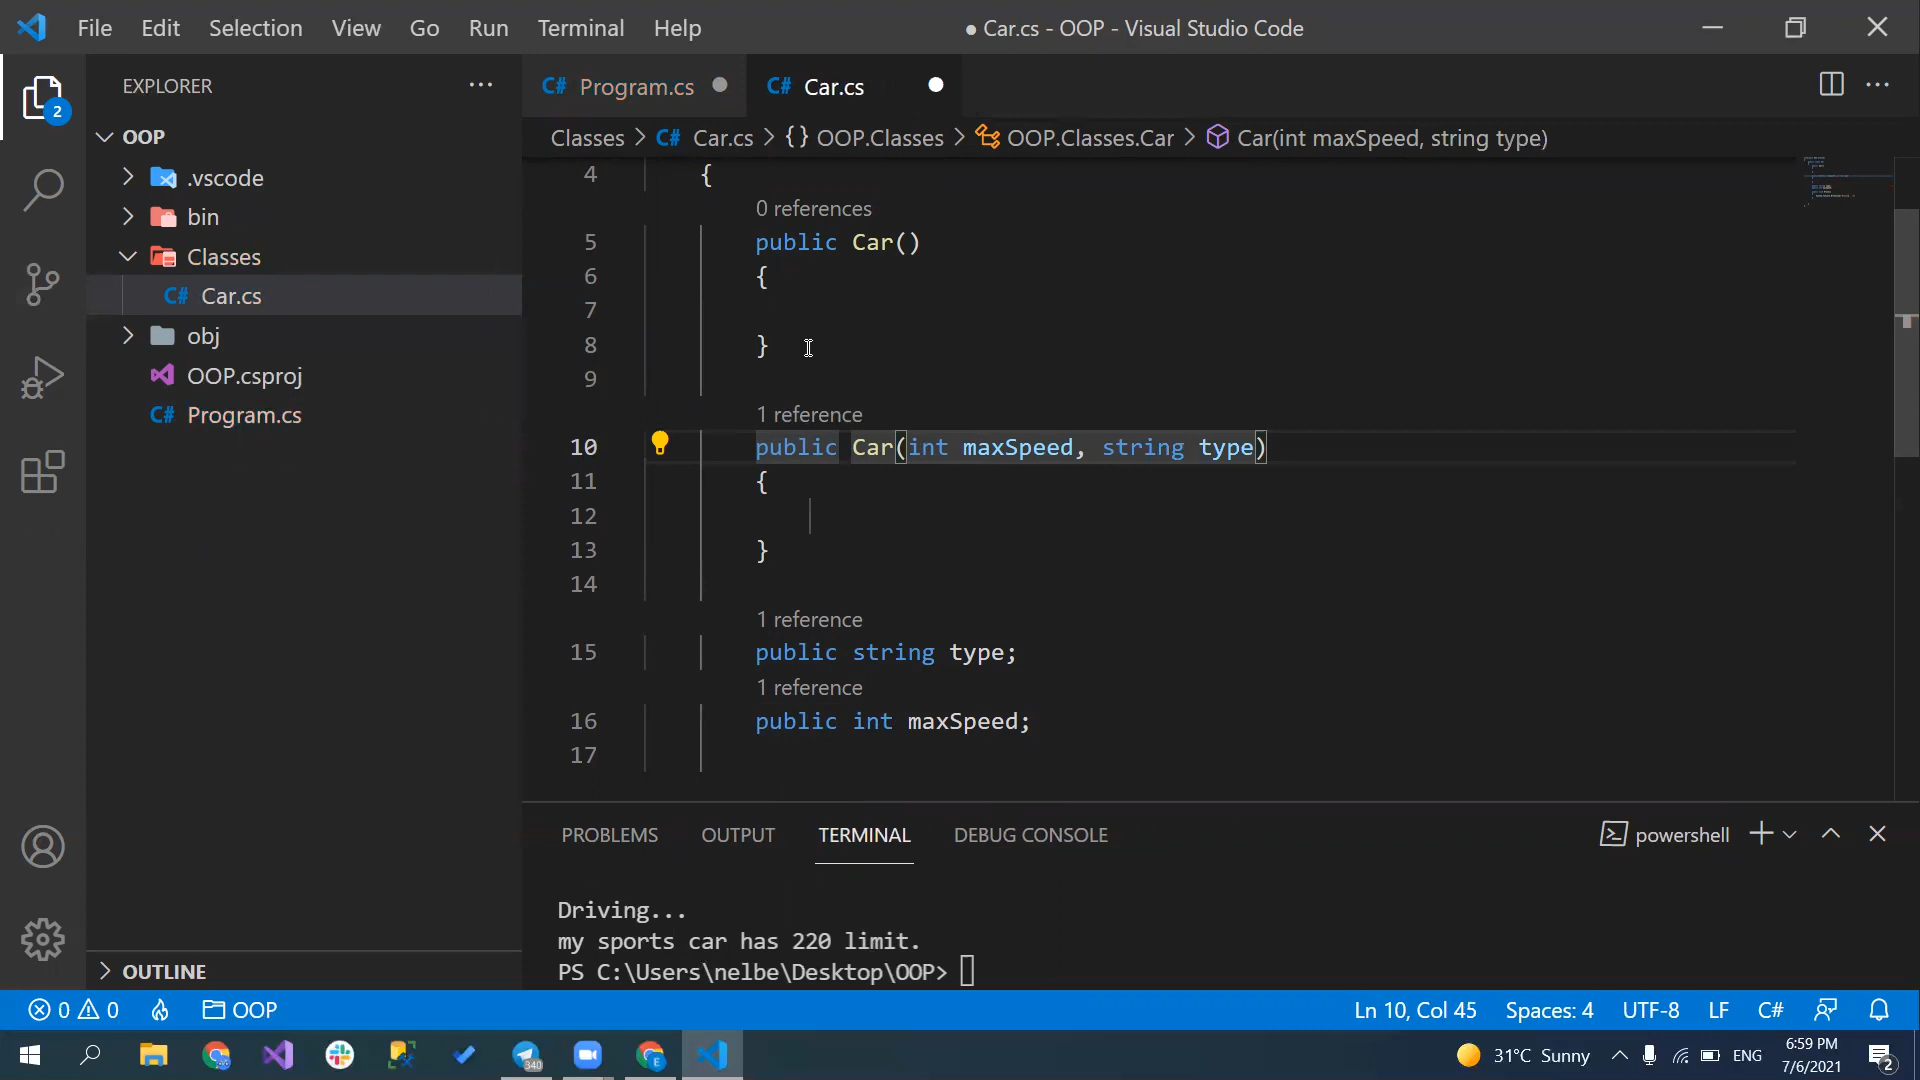 File Edit Selection View Go Run Terminal Help
● Car.cs - OOP - Visual Studio Code
EXPLORER
C# Program.cs
C# Car.cs
Classes > C# Car.cs > {} OOP.Classes > OOP.Classes.Car > Car(int maxSpeed, string type)
2
OOP
.vscode
bin
Classes
C# Car.cs
obj
OOP.csproj
C# Program.cs
OUTLINE
4 {
0 references
5 public Car()
6 {
7
8 }
9
1 reference
10 public Car(int maxSpeed, string type)
11 {
12
13 }
14
1 reference
15 public string type;
1 reference
16 public int maxSpeed;
17
PROBLEMS OUTPUT TERMINAL DEBUG CONSOLE
powershell
Driving...
my sports car has 220 limit.
PS C:\Users\nelbe\Desktop\OOP>
0 0 OOP
Ln 10, Col 45 Spaces: 4 UTF-8 LF C#
340
E
31°C Sunny
ENG
6:59 PM
7/6/2021
2